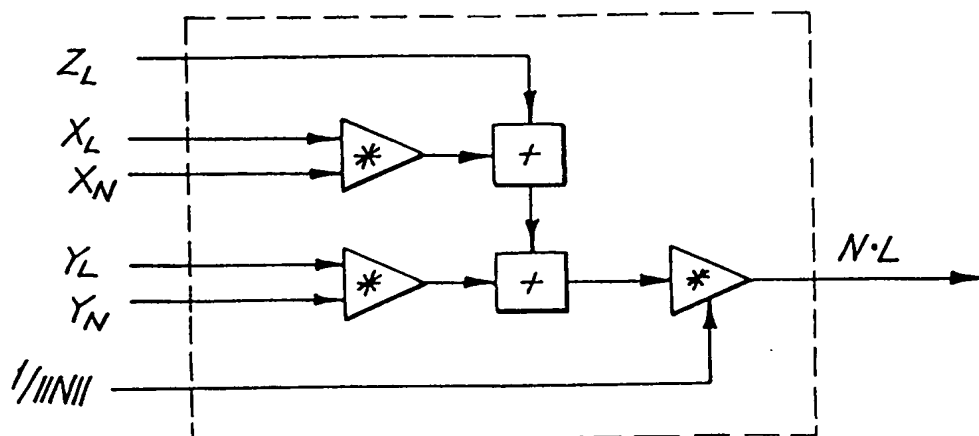 Z_L
X_L
*
+
X_N
Y_L
*
+
*
N·L
Y_N
1/||N||